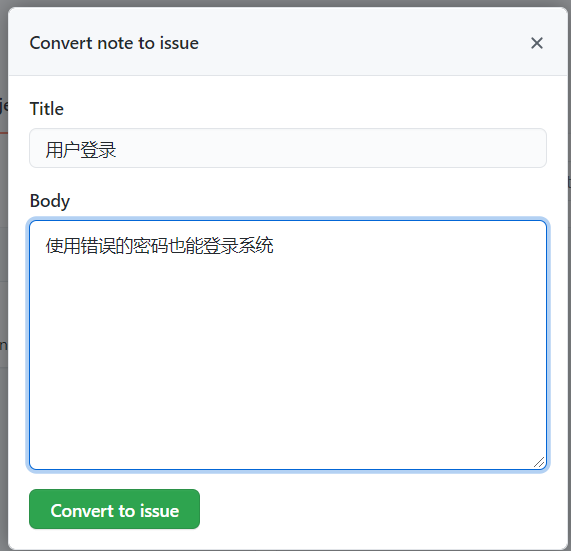 Convert note to issue
Title
用户登录
Body
使用错误的密码也能登录系统
Convert to issue